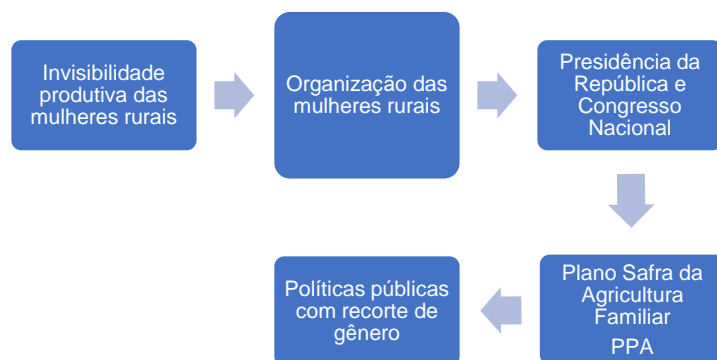 Invisibilidade
produtiva das
mulheres rurais
Organização das
mulheres rurais
Presidência da
República e
Congresso
Nacional
Plano Safra da
Agricultura
Familiar
PPA
Políticas públicas
com recorte de
gênero